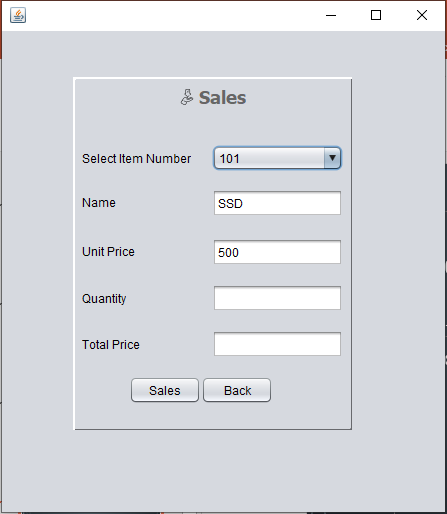 Sales
Select Item Number 101
Name SSD
Unit Price 500
Quantity
Total Price
Sales Back